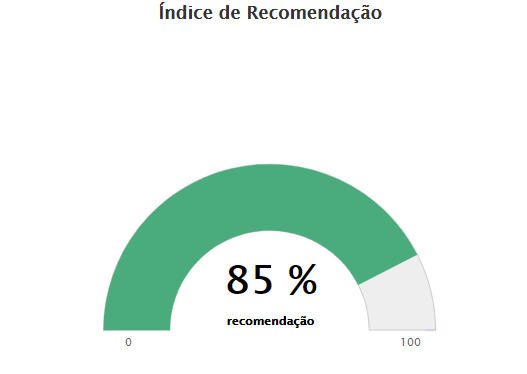 Índice de Recomendação
85 %
recomendação
0
100